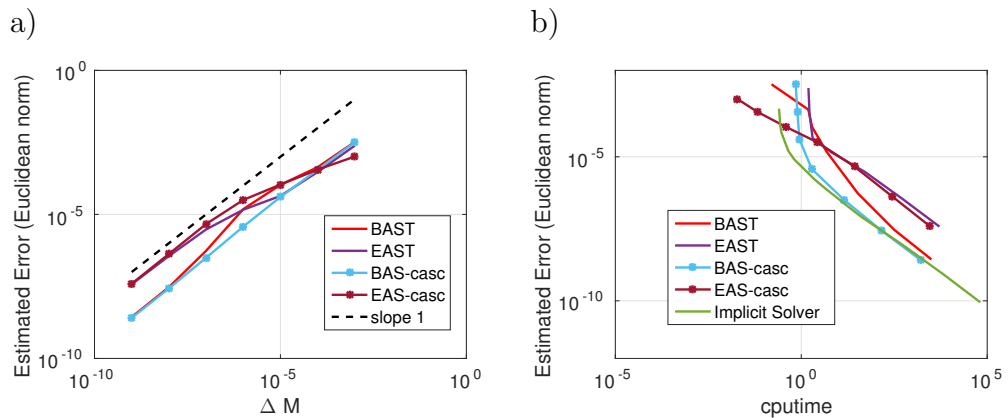 a)
10^0
10^-5
10^-10
10^-10
10^-5
10^0
Estimated Error (Euclidean norm)
Δ M
BAST
EAST
BAS-casc
EAS-casc
slope 1
b)
10^-5
10^-10
10^-5
10^0
10^5
Estimated Error (Euclidean norm)
cputime
BAST
EAST
BAS-casc
EAS-casc
Implicit Solver